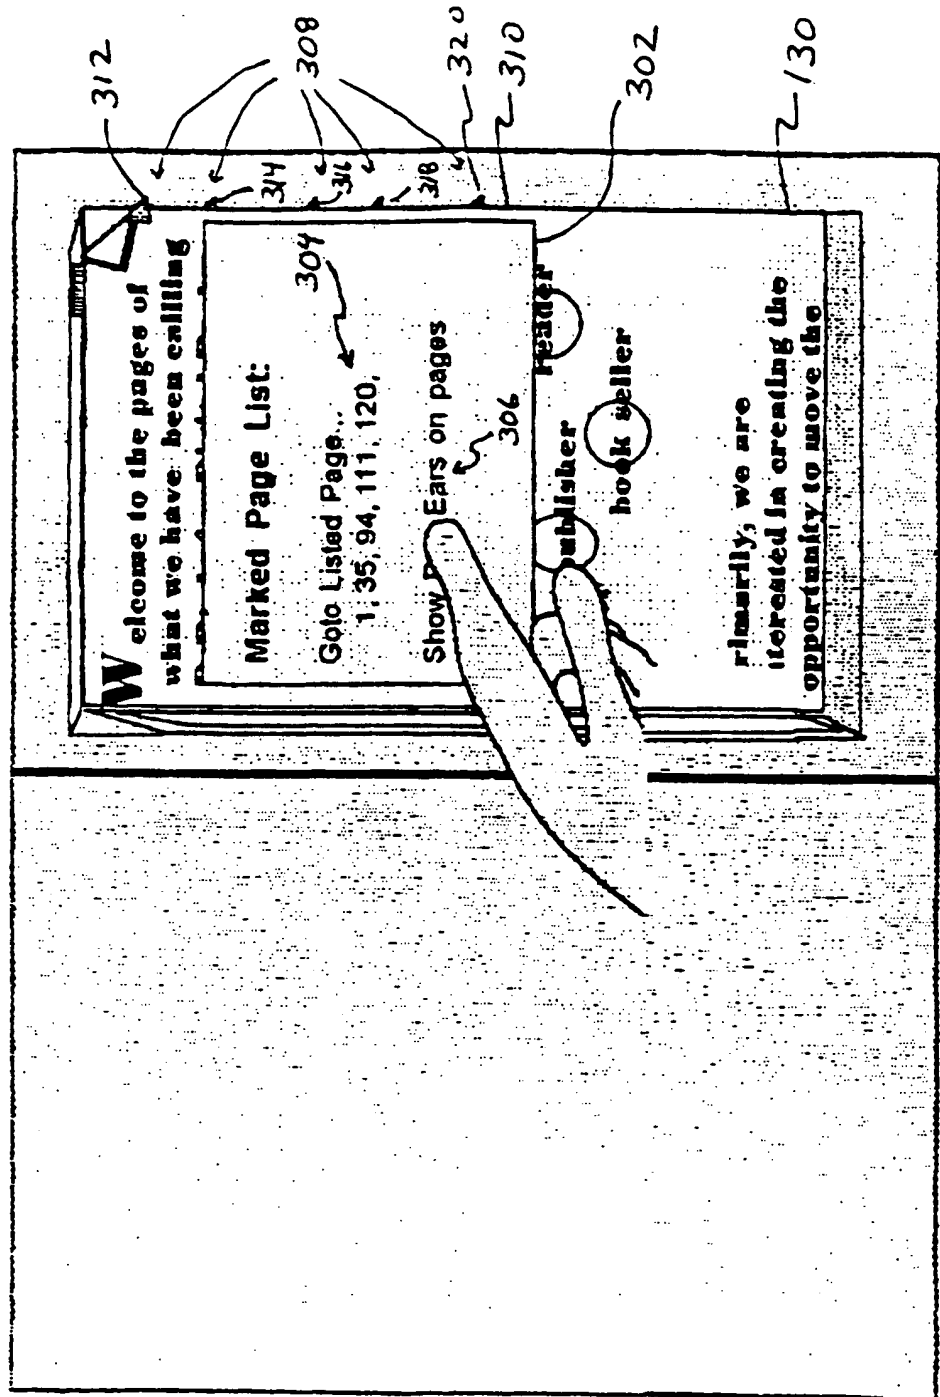 Welcome to the pages of
what we have been calling
Marked Page List:
Goto Listed Page...
1, 35, 94, 111, 120,
Show Ears on pages
Reader
publisher
book seller
rimarily, we are
iterested in creating the
opportunity to move the
312
308
314
316
318
320
310
304
306
302
130